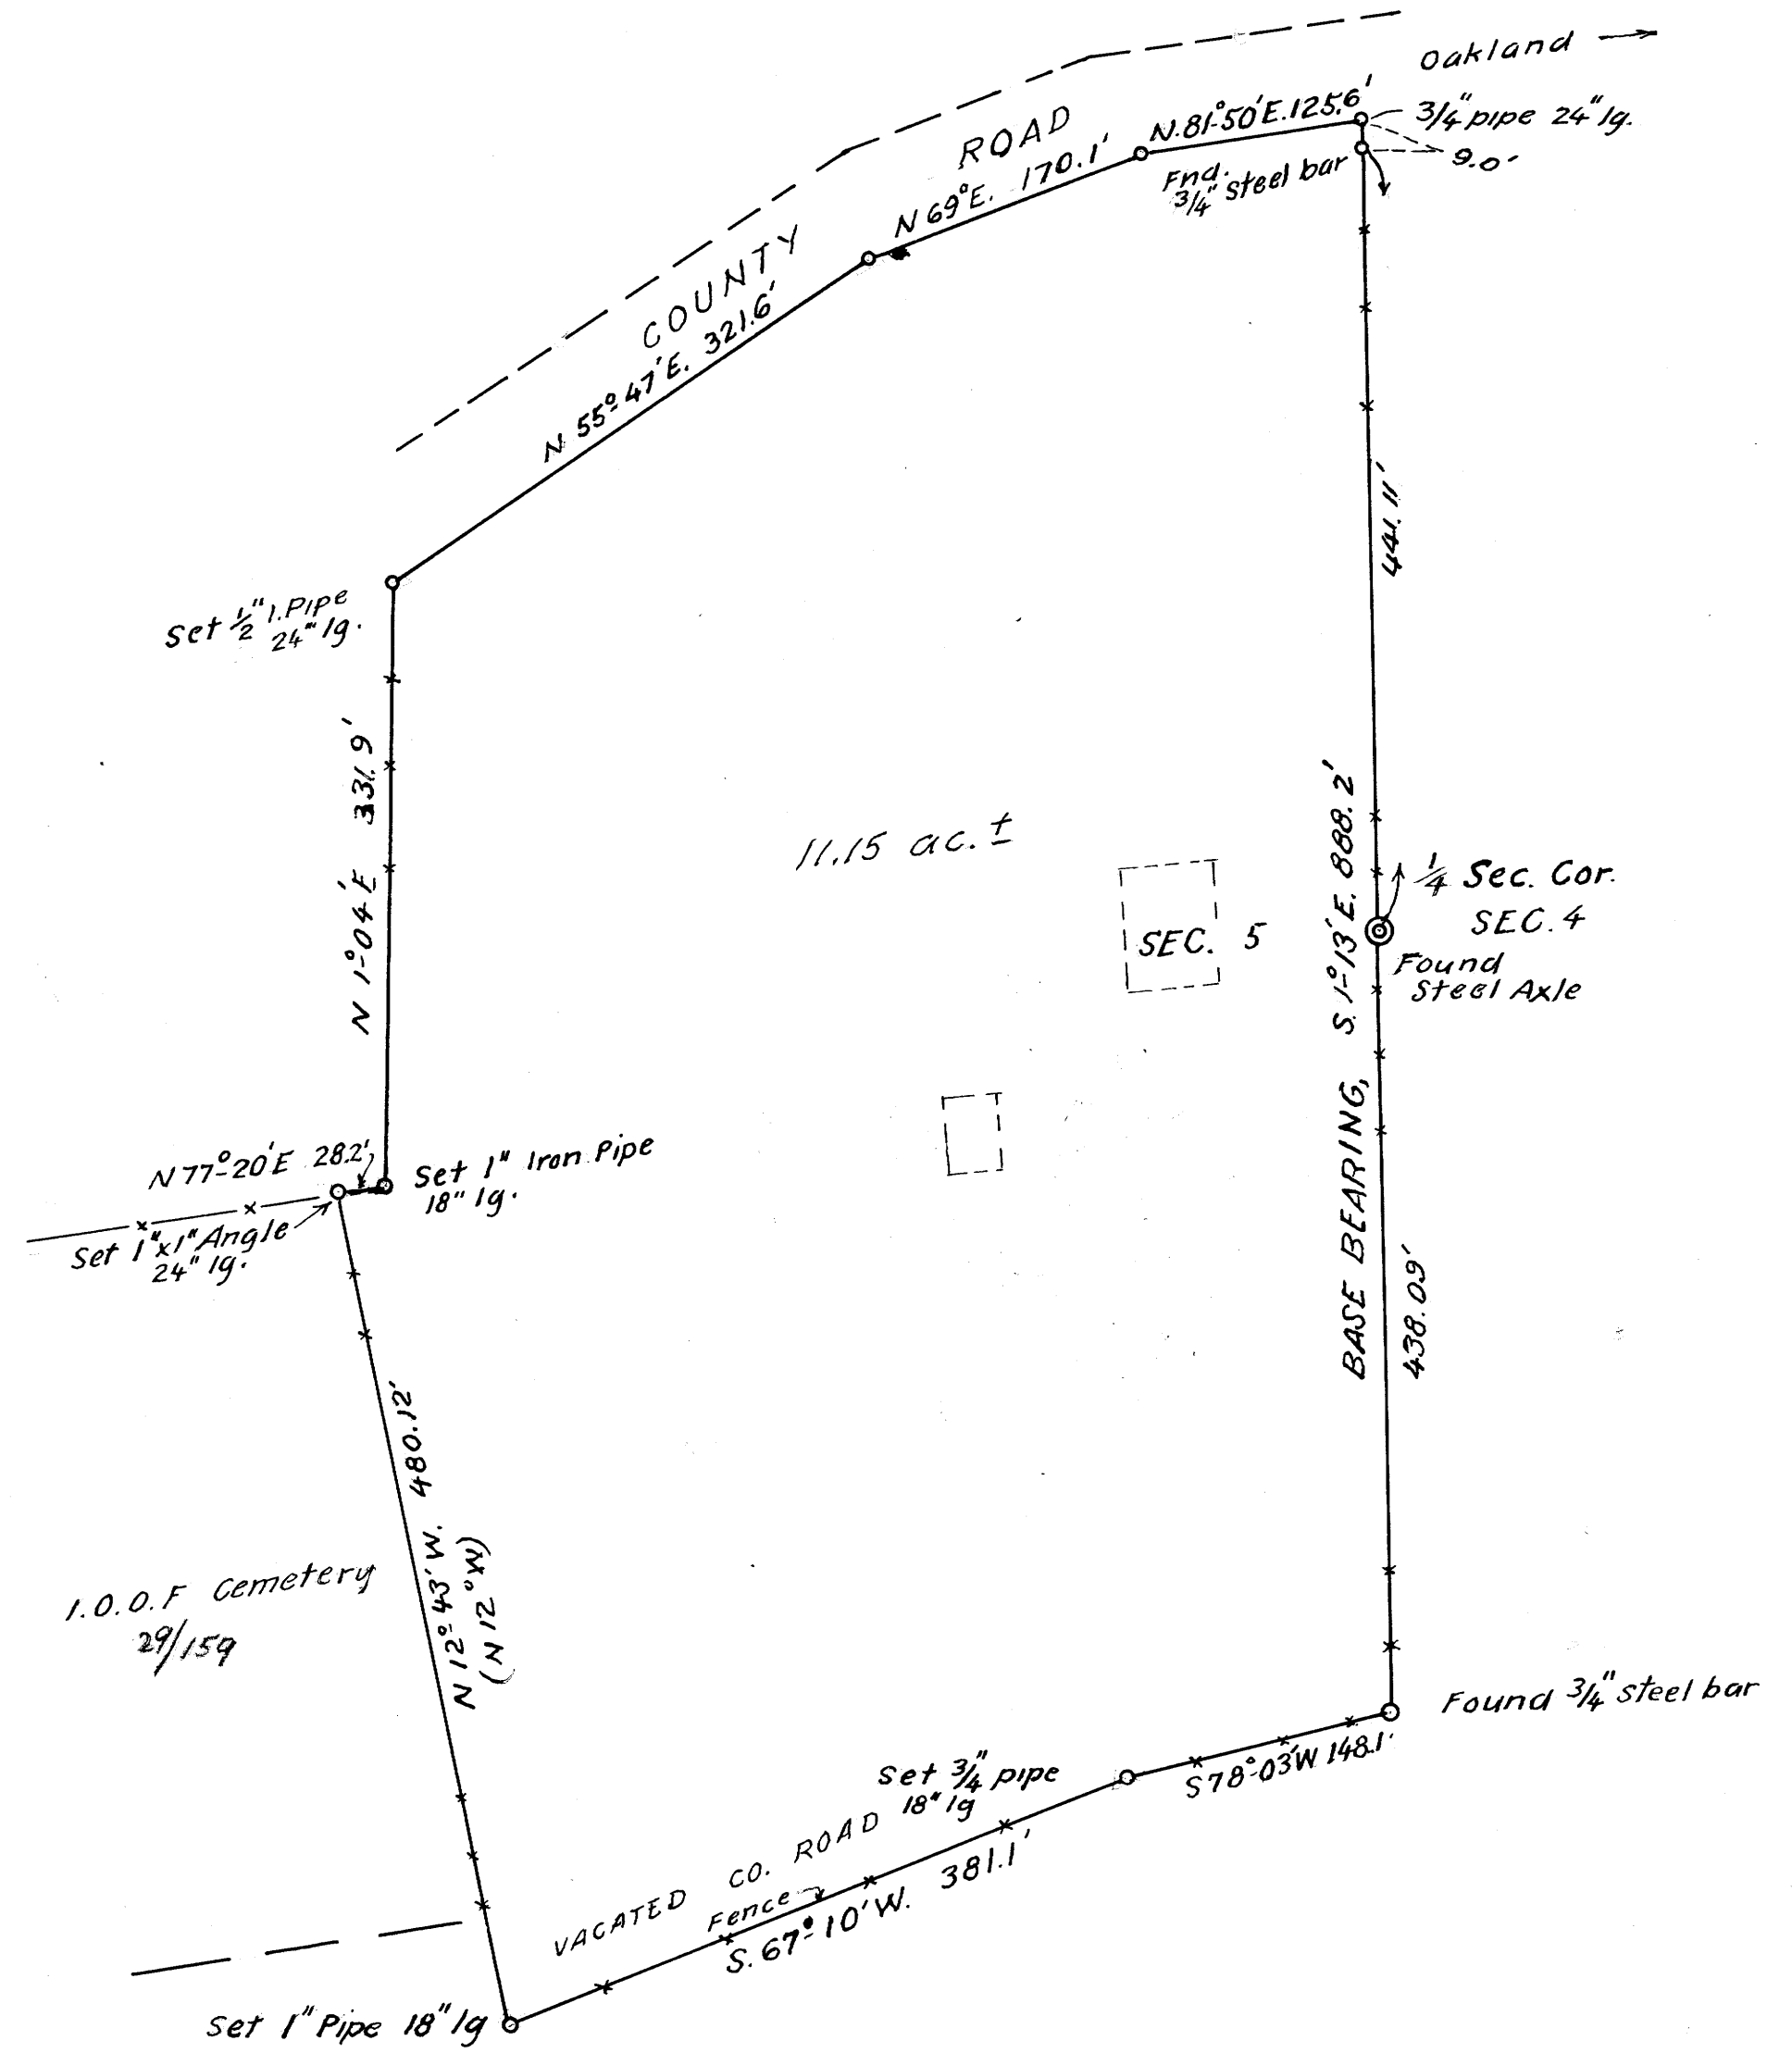 Oakland
N.81°-50'E.125.6'
3/4" pipe 24" lg.
9.0'
Fnd.
3/4" Steel bar
COUNTY ROAD
N 69°E. 170.1'
N 55°-47'E. 321.6'
441.11'
Set 1/2" I.Pipe
24" lg.
N 1°-04'E 331.9'
11.15 ac. ±
SEC. 5
1/4 Sec. Cor.
SEC. 4
Found
Steel Axle
BASE BEARING, S. 1°-13'E. 888.2'
N 77°-20'E 28.2'
Set 1" Iron Pipe
18" lg.
Set 1"x1" Angle
24" lg.
438.09'
N 12°-43'W. 480.12'
(N 12°W)
I.O.O.F Cemetery
29/159
Found 3/4" steel bar
S 78°-03'W 148.1'
Set 3/4" pipe
18" lg
VACATED CO. ROAD
Fence
S. 67°-10'W. 381.1'
Set 1" Pipe 18" lg